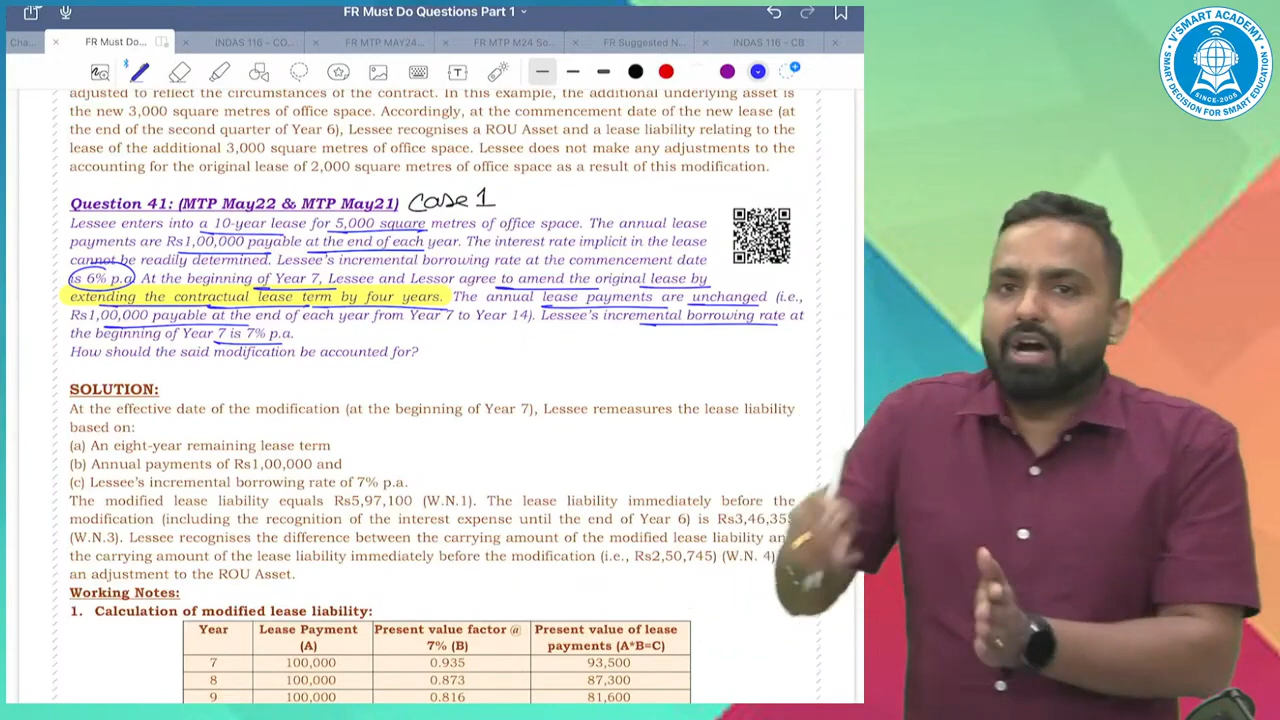 FR Must Do Questions Part 1
Cha...
FR Must Do...
INDAS 116 - CO...
FR MTP MAY24...
FR MTP M24 So...
FR Suggested N...
INDAS 116 - CB
adjusted to reflect the circumstances of the contract. In this example, the additional underlying asset is
the new 3,000 square metres of office space. Accordingly, at the commencement date of the new lease (at
the end of the second quarter of Year 6), Lessee recognises a ROU Asset and a lease liability relating to the
lease of the additional 3,000 square metres of office space. Lessee does not make any adjustments to the
accounting for the original lease of 2,000 square metres of office space as a result of this modification.
Question 41: (MTP May22 & MTP May21) Case 1
Lessee enters into a 10-year lease for 5,000 square metres of office space. The annual lease
payments are Rs1,00,000 payable at the end of each year. The interest rate implicit in the lease
cannot be readily determined. Lessee's incremental borrowing rate at the commencement date
is 6% p.a. At the beginning of Year 7, Lessee and Lessor agree to amend the original lease by
extending the contractual lease term by four years. The annual lease payments are unchanged (i.e.,
Rs1,00,000 payable at the end of each year from Year 7 to Year 14). Lessee's incremental borrowing rate at
the beginning of Year 7 is 7% p.a.
How should the said modification be accounted for?
SOLUTION:
At the effective date of the modification (at the beginning of Year 7), Lessee remeasures the lease liability
based on:
(a) An eight-year remaining lease term
(b) Annual payments of Rs1,00,000 and
(c) Lessee's incremental borrowing rate of 7% p.a.
The modified lease liability equals Rs5,97,100 (W.N.1). The lease liability immediately before the
modification (including the recognition of the interest expense until the end of Year 6) is
(W.N.3). Lessee recognises the difference between the carrying amount of the modified lease liability
the carrying amount of the lease liability immediately before the modification (i.e., Rs2,50,745) (W.N. 4)
an adjustment to the ROU Asset.
Working Notes:
1. Calculation of modified lease liability:
Year Lease Payment (A) Present value factor @ 7% (B) Present value of lease payments (A*B=C)
7 100,000 0.935 93,500
8 100,000 0.873 87,300
9 100,000 0.816 81,600
V'SMART ACADEMY
SINCE-2008
SMART DECISION FOR SMART EDUCATION